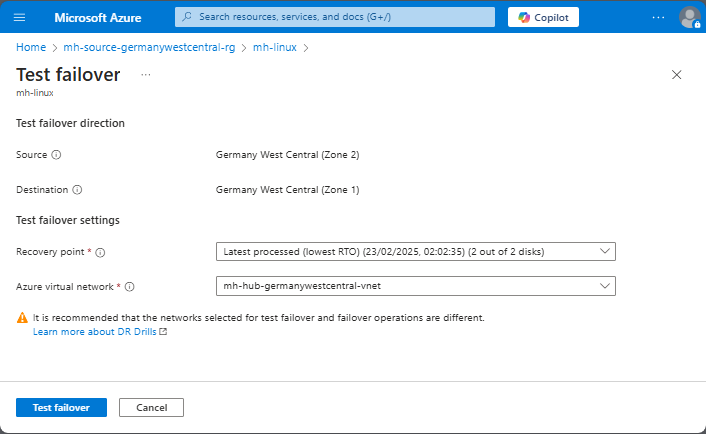 Microsoft Azure
Search resources, services, and docs (G+/)
Copilot
...
Home > mh-source-germanywestcentral-rg > mh-linux >
Test failover ...
mh-linux
Test failover direction
Source
Germany West Central (Zone 2)
Destination
Germany West Central (Zone 1)
Test failover settings
Recovery point *
Latest processed (lowest RTO) (23/02/2025, 02:02:35) (2 out of 2 disks)
Azure virtual network *
mh-hub-germanywestcentral-vnet
It is recommended that the networks selected for test failover and failover operations are different.
Learn more about DR Drills
Test failover
Cancel